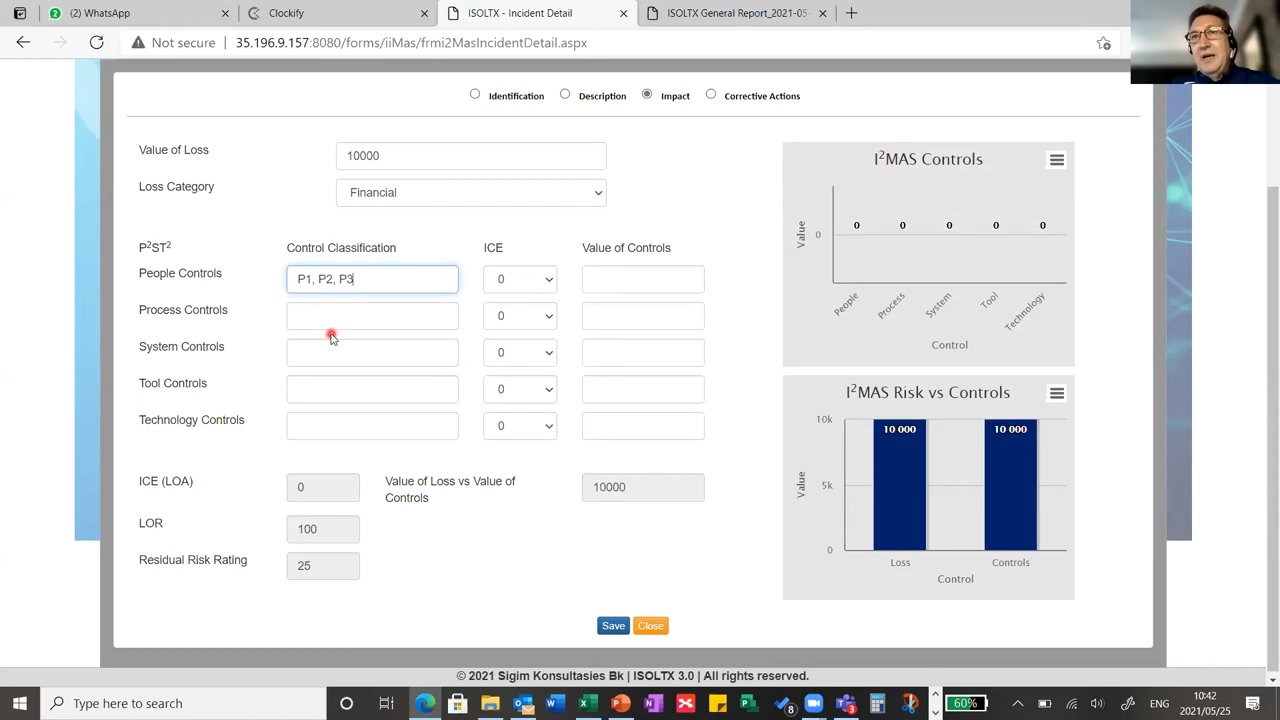 (2) WhatsApp
Clockify
ISOLTX - Incident Detail
ISOLTX General Report_2021-05-
Not secure
35.196.9.157:8080/forms/iiMas/frmi2MasIncidentDetail.aspx
Identification
Description
Impact
Corrective Actions
Value of Loss
10000
Loss Category
Financial
P²ST²
Control Classification
ICE
Value of Controls
People Controls
P1, P2, P3
0
Process Controls
0
System Controls
0
Tool Controls
0
Technology Controls
0
ICE (LOA)
0
Value of Loss vs Value of
Controls
10000
LOR
100
Residual Risk Rating
25
I²MAS Controls
Value
0
0 0 0 0 0
People
Process
System
Tool
Technology
Control
I²MAS Risk vs Controls
10k
10 000
10 000
Value
5k
0
Loss
Controls
Control
Save
Close
© 2021 Sigim Konsultasies Bk | ISOLTX 3.0 | All rights reserved.
Type here to search
8
60%
ENG
10:42
2021/05/25